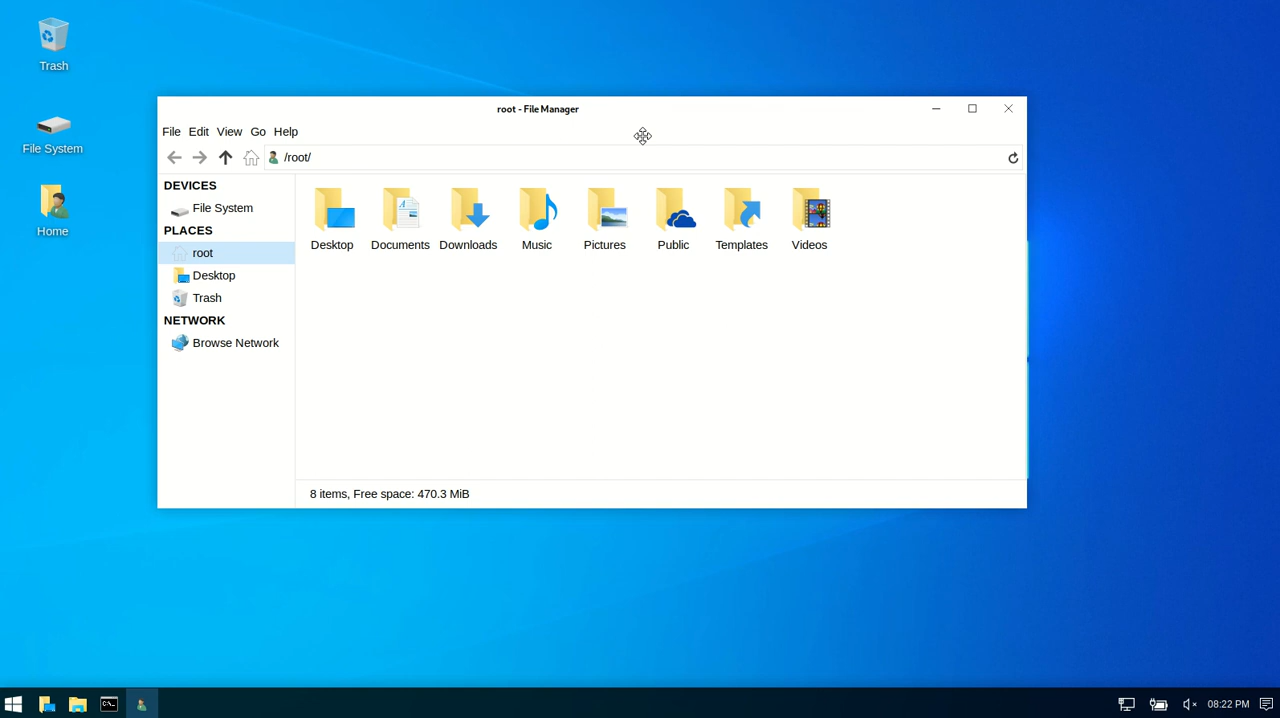 Trash
File System
Home
root - File Manager
File Edit View Go Help
/root/
DEVICES
File System
PLACES
root
Desktop
Trash
NETWORK
Browse Network
Desktop Documents Downloads Music Pictures Public Templates Videos
8 items, Free space: 470.3 MiB
08:22 PM